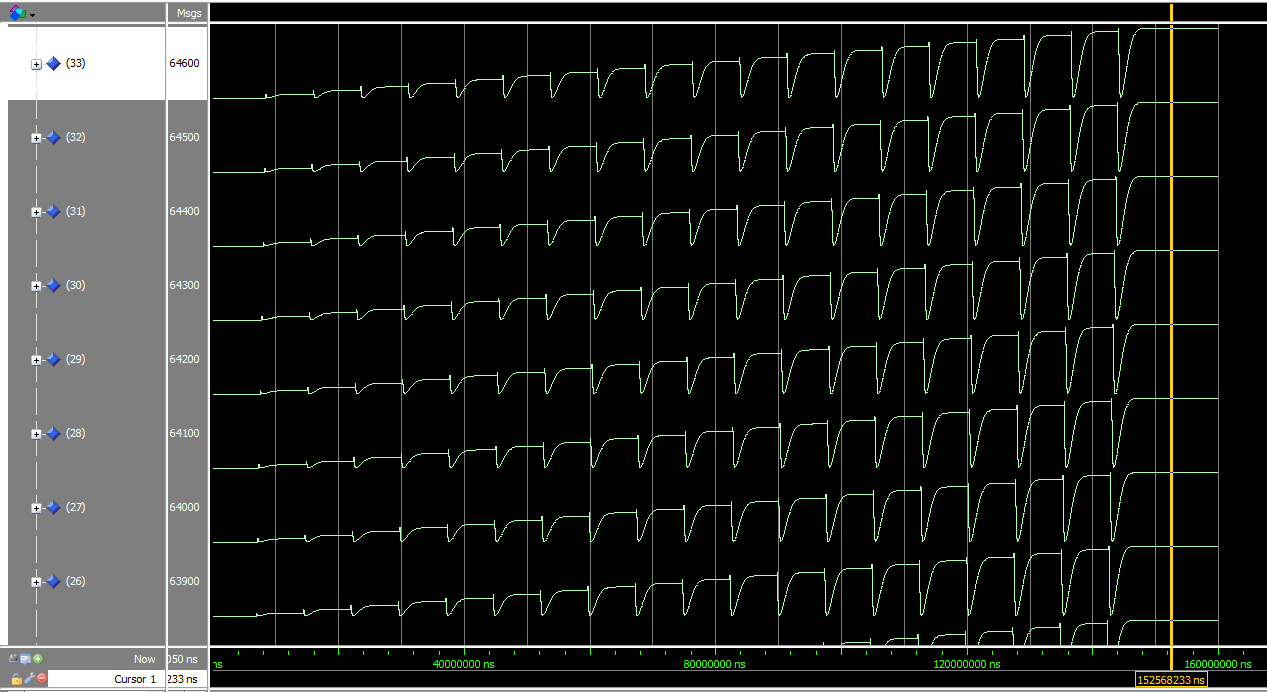 Msgs
(33) 64600
(32) 64500
(31) 64400
(30) 64300
(29) 64200
(28) 64100
(27) 64000
(26) 63900
Now 050 ns ns 40000000 ns 80000000 ns 120000000 ns 160000000 ns
Cursor 1 233 ns 152568233 ns